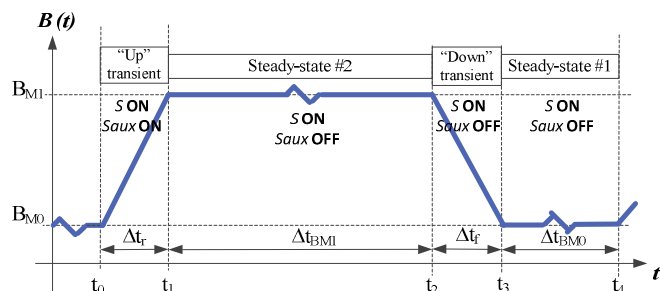 B (t)
“Up” transient
Steady-state #2
“Down” transient
Steady-state #1
B_M1
S ON
Saux ON
S ON
Saux OFF
S ON
Saux OFF
S ON
Saux OFF
B_M0
Δt_r
Δt_BM1
Δt_f
Δt_BM0
t_0
t_1
t_2
t_3
t_4
t